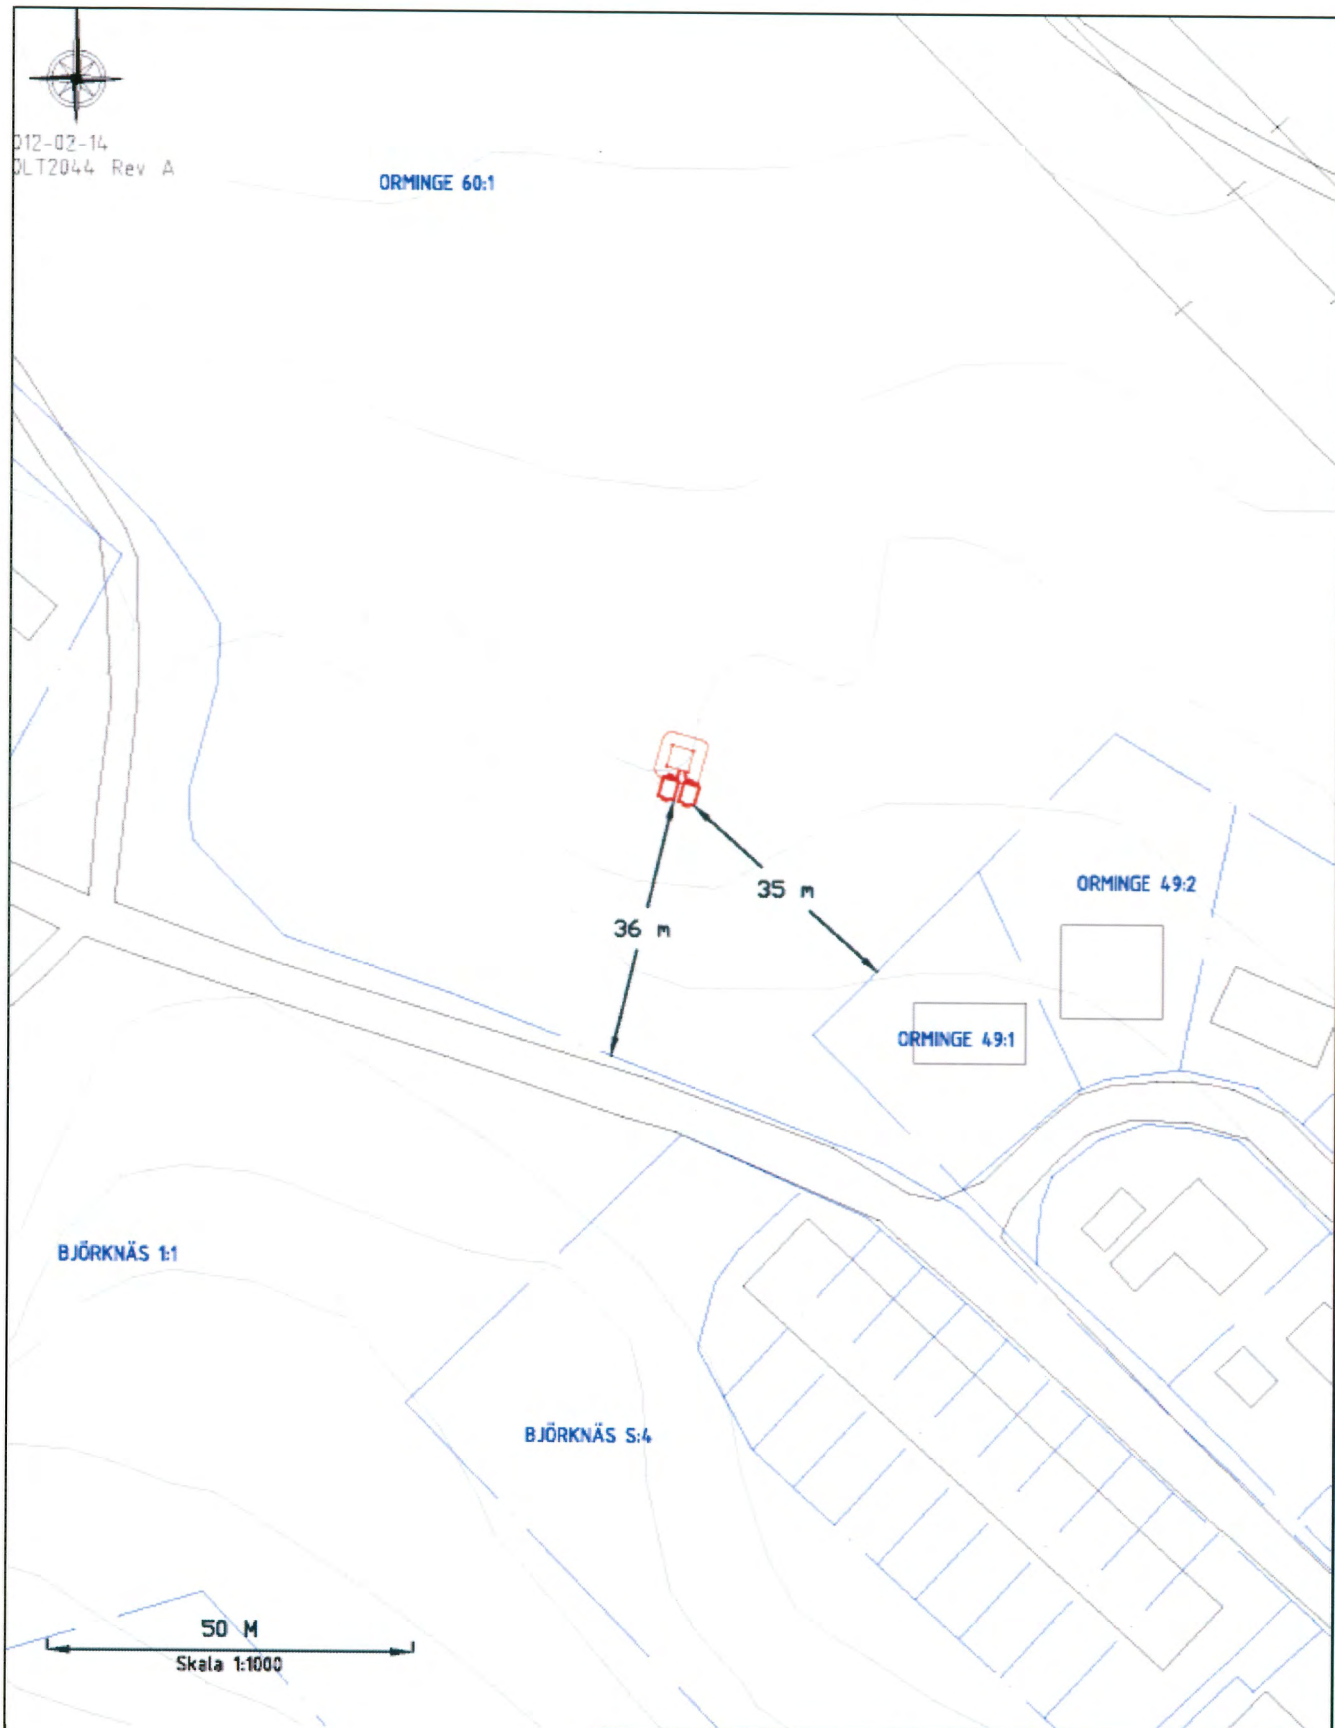 012-02-14
OLT2044 Rev A
ORMINGE 60:1
35 m
ORMINGE 49:2
36 m
ORMINGE 49:1
BJÖRKNÄS 1:1
BJÖRKNÄS S:4
50 M
Skala 1:1000